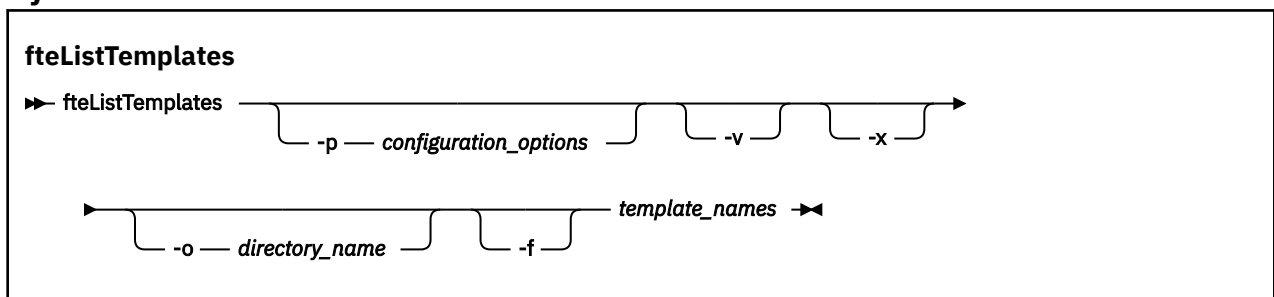 fteListTemplates
fteListTemplates -p configuration_options -v -x
-o directory_name -f template_names